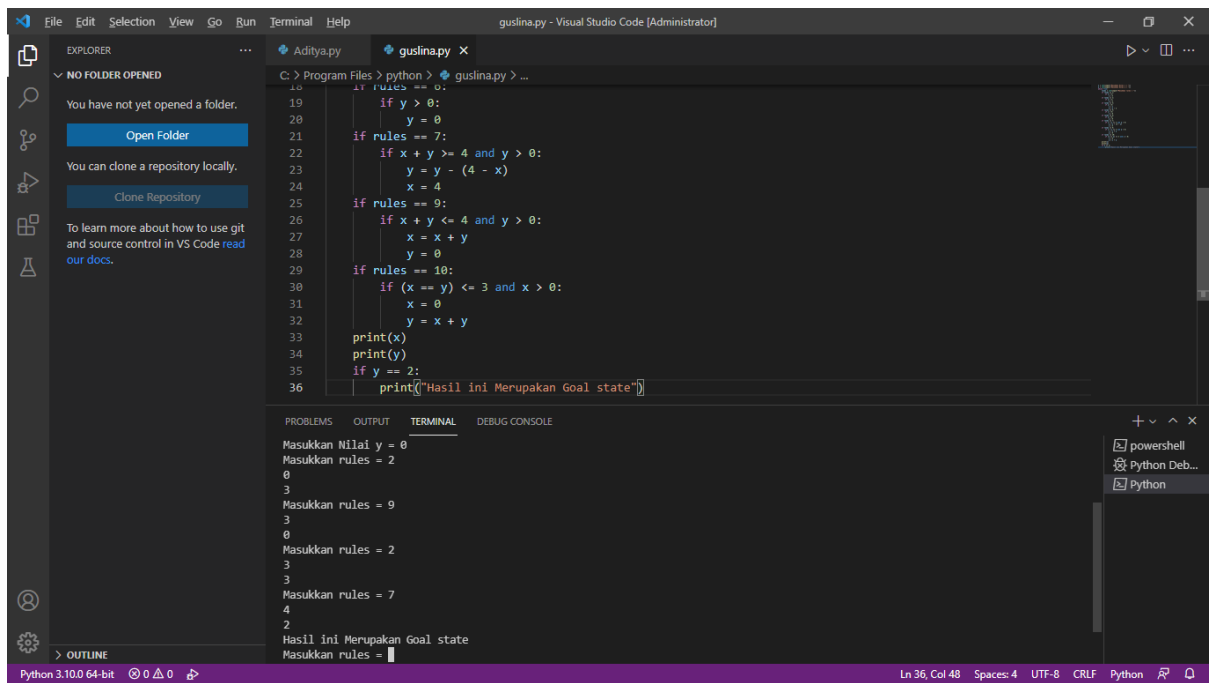 File Edit Selection View Go Run Terminal Help guslina.py - Visual Studio Code [Administrator]
EXPLORER
NO FOLDER OPENED
You have not yet opened a folder.
Open Folder
You can clone a repository locally.
Clone Repository
To learn more about how to use git
and source control in VS Code read
our docs.
OUTLINE
Aditya.py guslina.py
C: > Program Files > python > guslina.py > ...
18 if rules == 6:
19 if y > 0:
20 y = 0
21 if rules == 7:
22 if x + y >= 4 and y > 0:
23 y = y - (4 - x)
24 x = 4
25 if rules == 9:
26 if x + y <= 4 and y > 0:
27 x = x + y
28 y = 0
29 if rules == 10:
30 if (x == y) <= 3 and x > 0:
31 x = 0
32 y = x + y
33 print(x)
34 print(y)
35 if y == 2:
36 print("Hasil ini Merupakan Goal state")
PROBLEMS OUTPUT TERMINAL DEBUG CONSOLE
Masukkan Nilai y = 0
Masukkan rules = 2
0
3
Masukkan rules = 9
3
0
Masukkan rules = 2
3
3
Masukkan rules = 7
4
2
Hasil ini Merupakan Goal state
Masukkan rules =
powershell
Python Deb...
Python
Python 3.10.0 64-bit 0 0 Ln 36, Col 48 Spaces: 4 UTF-8 CRLF Python